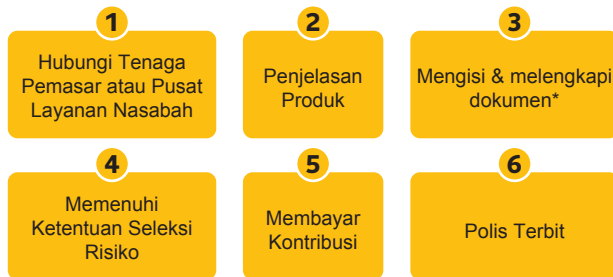 1
Hubungi Tenaga
Pemasar atau Pusat
Layanan Nasabah
2
Penjelasan
Produk
3
Mengisi & melengkapi
dokumen*
4
Memenuhi
Ketentuan Seleksi
Risiko
5
Membayar
Kontribusi
6
Polis Terbit